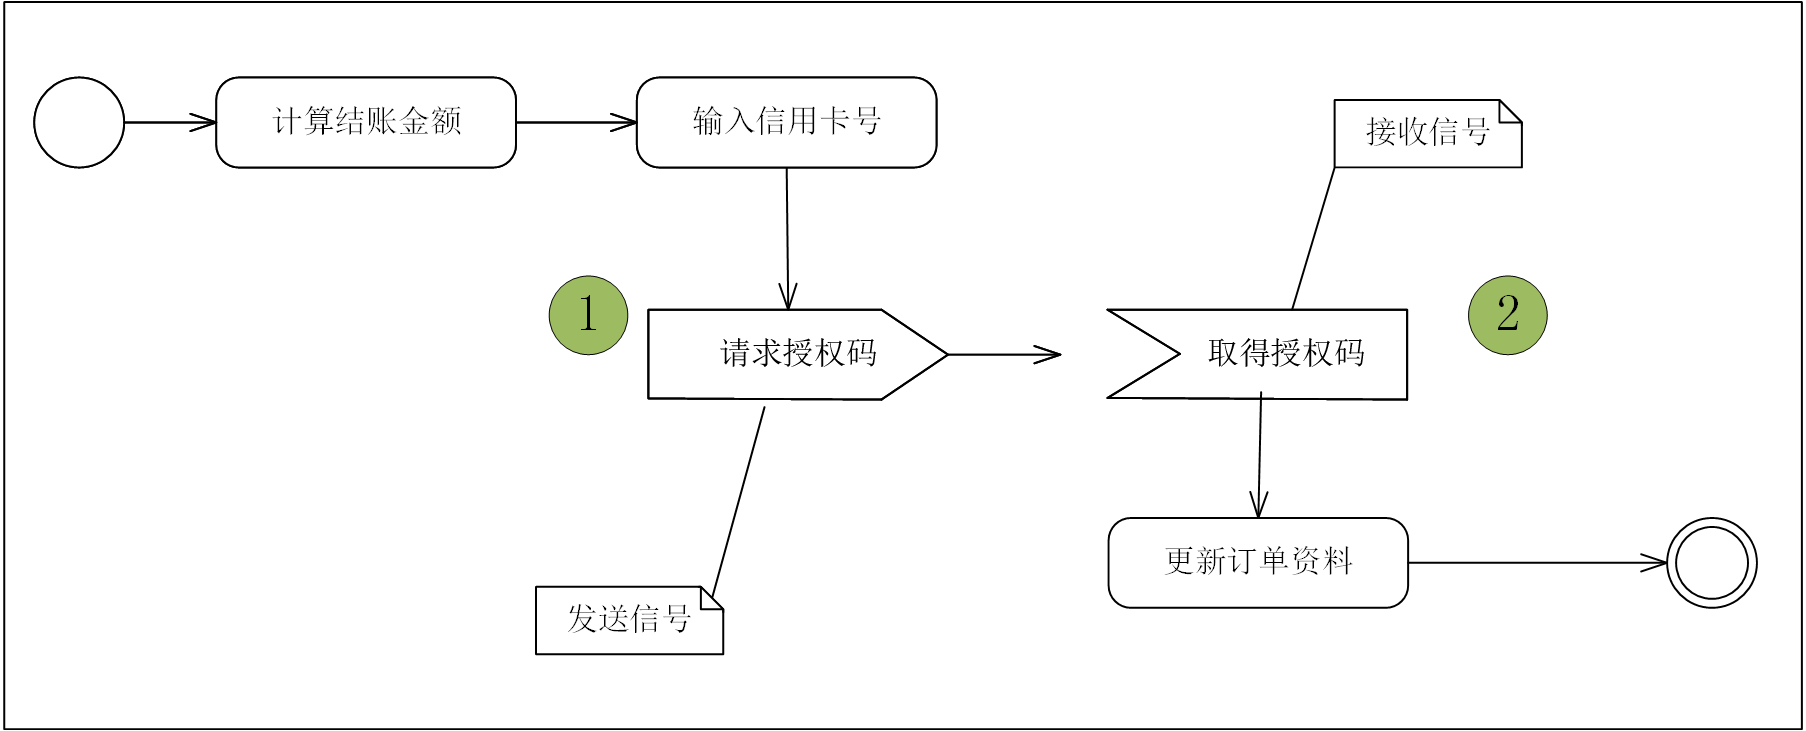 计算结账金额
输入信用卡号
接收信号
1
请求授权码
取得授权码
2
更新订单资料
发送信号